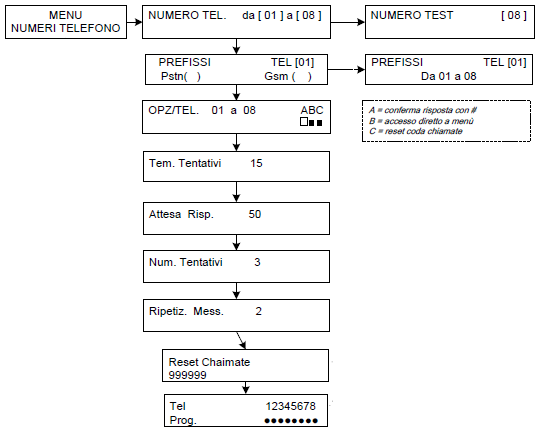 MENU
NUMERI TELEFONO
NUMERO TEL. da [ 01 ] a [ 08 ]
NUMERO TEST [ 08 ]
PREFISSI TEL [01]
Pstn( ) Gsm ( )
PREFISSI TEL [01]
Da 01 a 08
OPZ/TEL. 01 a 08 ABC
A = conferma risposta con #
B = accesso diretto a menù
C = reset coda chiamate
Tem. Tentativi 15
Attesa Risp. 50
Num. Tentativi 3
Ripetiz. Mess. 2
Reset Chaimate
999999
Tel 12345678
Prog. ●●●●●●●●